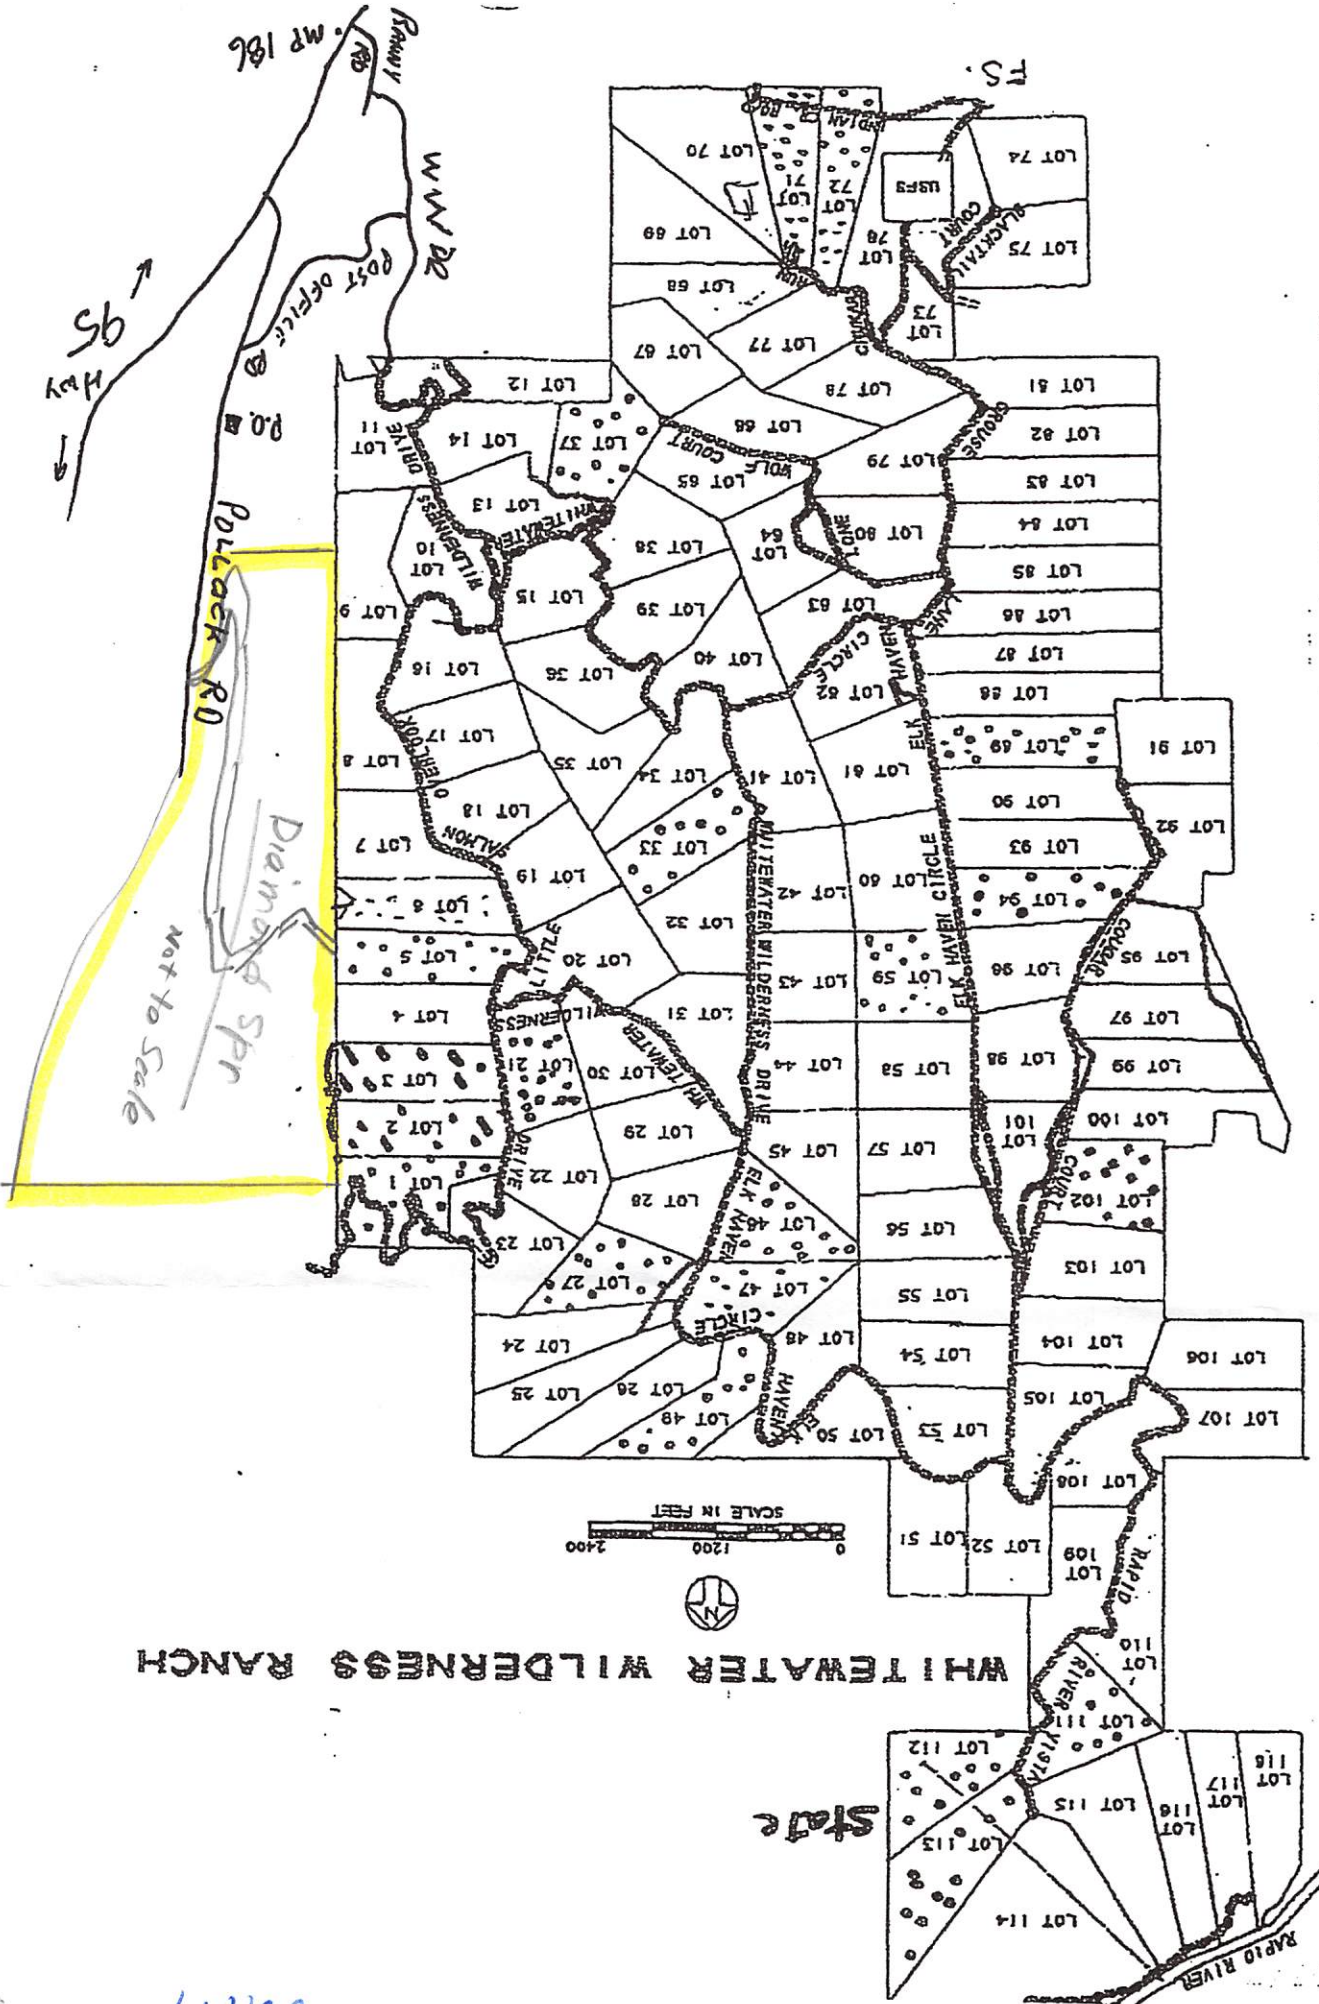 RAPID RIVER
LOT 114
LOT 113
LOT 118
LOT 117
LOT 116
LOT 115
State
LOT 112
LOT 111
RAPID RIVER VISTA
LOT 110
WHITEWATER WILDERNESS RANCH
N
LOT 109
0 1200 2400
SCALE IN FEET
LOT 52
LOT 51
LOT 108
LOT 107
LOT 106
LOT 105
LOT 104
LOT 53
LOT 50
LOT 54
LOT 49
LOT 26
LOT 25
LOT 24
ELK HAVEN CIRCLE
LOT 48
LOT 47
LOT 55
LOT 103
LOT 27
LOT 23
LOT 102
LOT 56
LOT 46
LOT 28
LOT 22
LOT 1
COUGAR COURT
LOT 101
LOT 57
LOT 45
LOT 29
LOT 2
LOT 100
LOT 99
LOT 98
LOT 58
LOT 44
LOT 30
LOT 21
LOT 3
LOT 97
LOT 31
LOT 4
WHITEWATER WILDERNESS DRIVE
LITTLE SALMON OVERLOOK DRIVE
LOT 95
LOT 96
LOT 59
LOT 43
LOT 20
LOT 5
LOT 94
LOT 32
LOT 6
LOT 60
LOT 42
LOT 19
ELK HAVEN CIRCLE
LOT 93
LOT 33
LOT 7
LOT 92
LOT 90
LOT 18
LOT 91
LOT 89
LOT 61
LOT 41
LOT 34
LOT 35
LOT 17
LOT 8
Diamond Spr
Not to Scale
LOT 88
LOT 62
LOT 40
LOT 36
LOT 16
LOT 87
LOT 86
LOT 63
LOT 39
LOT 15
LOT 9
ELK HAVEN CIRCLE
LOT 85
LOT 84
LOT 80
LOT 64
LOT 38
LOT 10
WHITEWATER WILDERNESS DRIVE
LOT 83
LOT 79
LOT 65
LOT 13
LOT 82
LOT 66
LOT 37
LOT 14
LOT 11
LONE WOLF COURT
GROUSE LANE
LOT 81
LOT 78
LOT 12
LOT 77
LOT 67
LOT 73
LOT 68
LOT 75
LOT 69
BLACKTAIL COURT
CHUKAR RUN
USFS
LOT 72
LOT 71
LOT 70
LOT 74
INDIAN
F.S.
POLLOCK RD
P.O.
POST OFFICE RD
HWY 95
WW DR
RD
MP 186